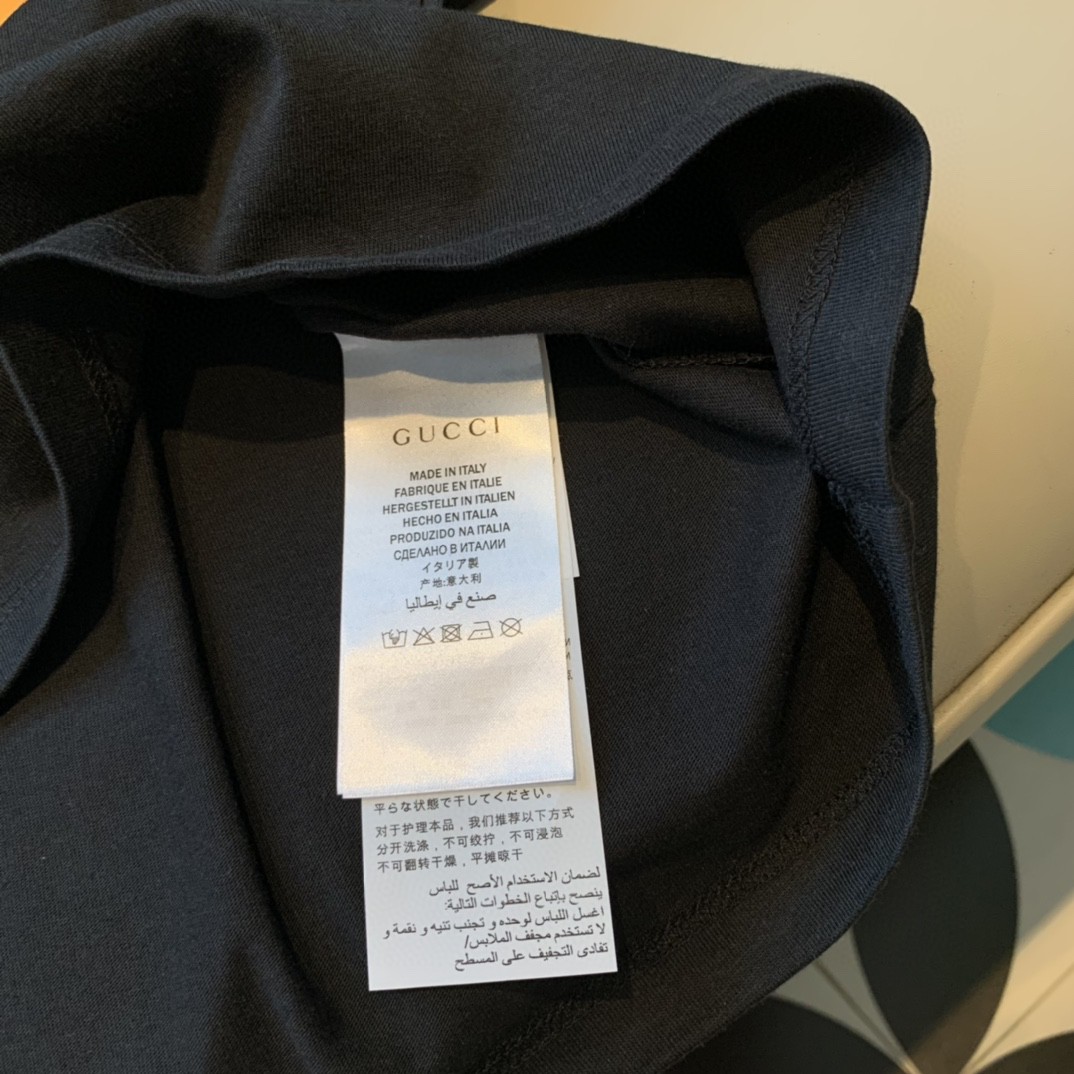 GUCCI
MADE IN ITALY
FABRIQUE EN ITALIE
HERGESTELLT IN ITALIEN
HECHO EN ITALIA
PRODUZIDO NA ITALIA
СДЕЛАНО В ИТАЛИИ
イタリア製
产地:意大利
صنع في إيطاليا
平らな状態で干してください。
对于护理本品，我们推荐以下方式
分开洗涤，不可绞拧，不可浸泡
不可翻转干燥，平摊晾干
لضمان الاستخدام الأصح للباس
ينصح بإتباع الخطوات التالية:
اغسل اللباس لوحده و تجنب تنيه و نقمة و
لا تستخدم مجفف الملابس/
تفادى التجفيف على المسطح